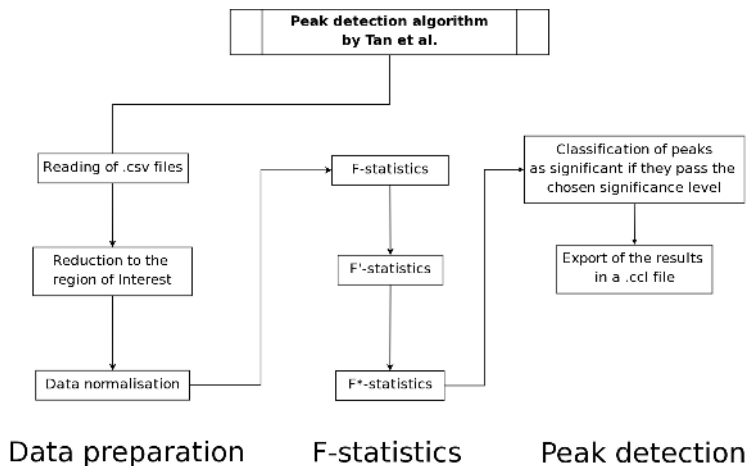 Peak detection algorithm
by Tan et al.
Reading of .csv files
Reduction to the
region of Interest
Data normalisation
F-statistics
F'-statistics
F*-statistics
Classification of peaks
as significant if they pass the
chosen significance level
Export of the results
in a .ccl file
Data preparation
F-statistics
Peak detection